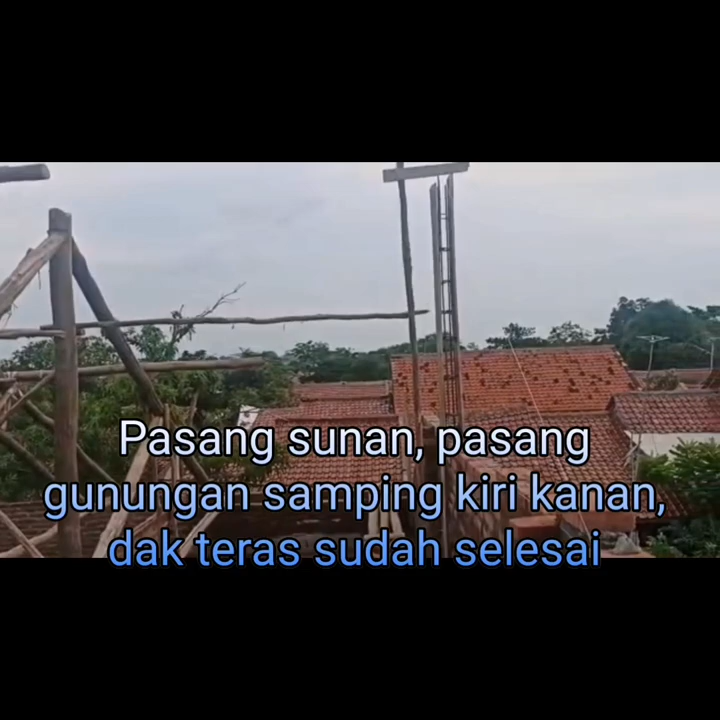 Pasang sunan, pasang
gunungan samping kiri kanan,
dak teras sudah selesai